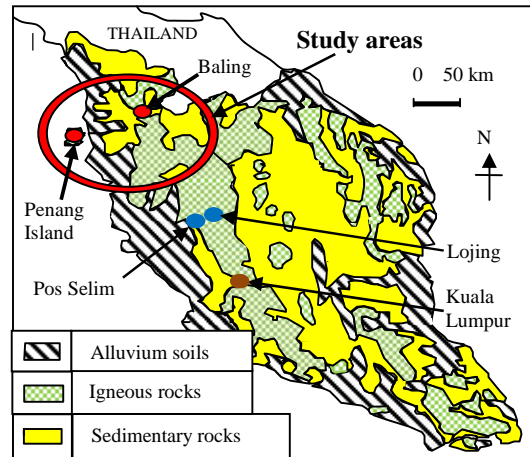 THAILAND
Study areas
Baling
0 50 km
N
Penang
Island
Lojing
Pos Selim
Kuala
Lumpur
Alluvium soils
Igneous rocks
Sedimentary rocks